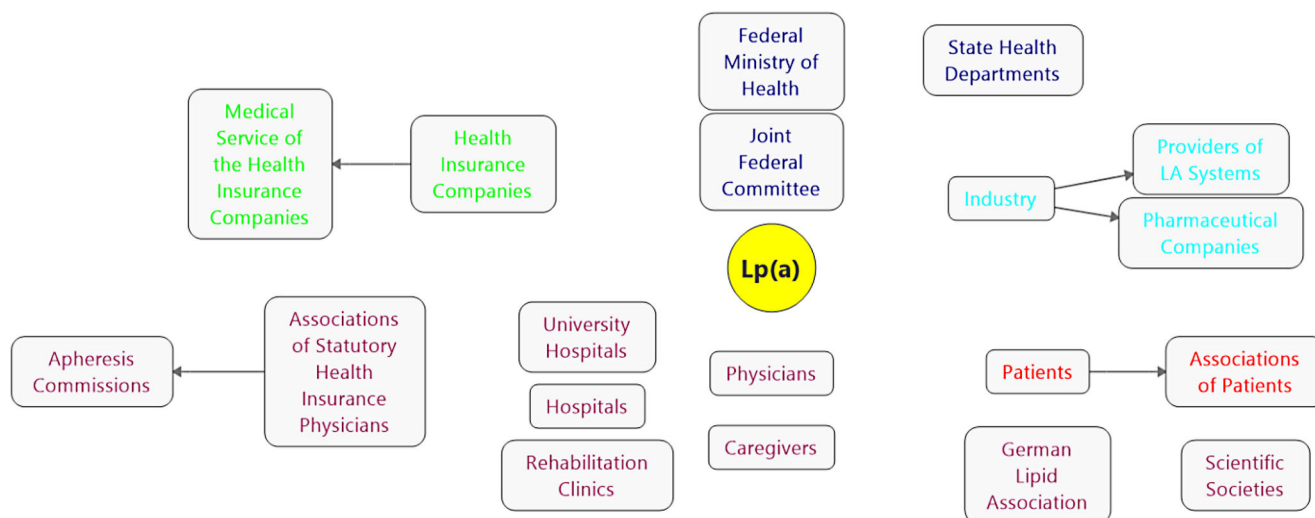 Federal
Ministry of
Health
State Health
Departments
Medical
Service of
the Health
Insurance
Companies
Health
Insurance
Companies
Joint
Federal
Committee
Providers of
LA Systems
Industry
Pharmaceutical
Companies
Lp(a)
Apheresis
Commissions
Associations
of Statutory
Health
Insurance
Physicians
University
Hospitals
Hospitals
Rehabilitation
Clinics
Physicians
Caregivers
Patients
Associations
of Patients
German
Lipid
Association
Scientific
Societies